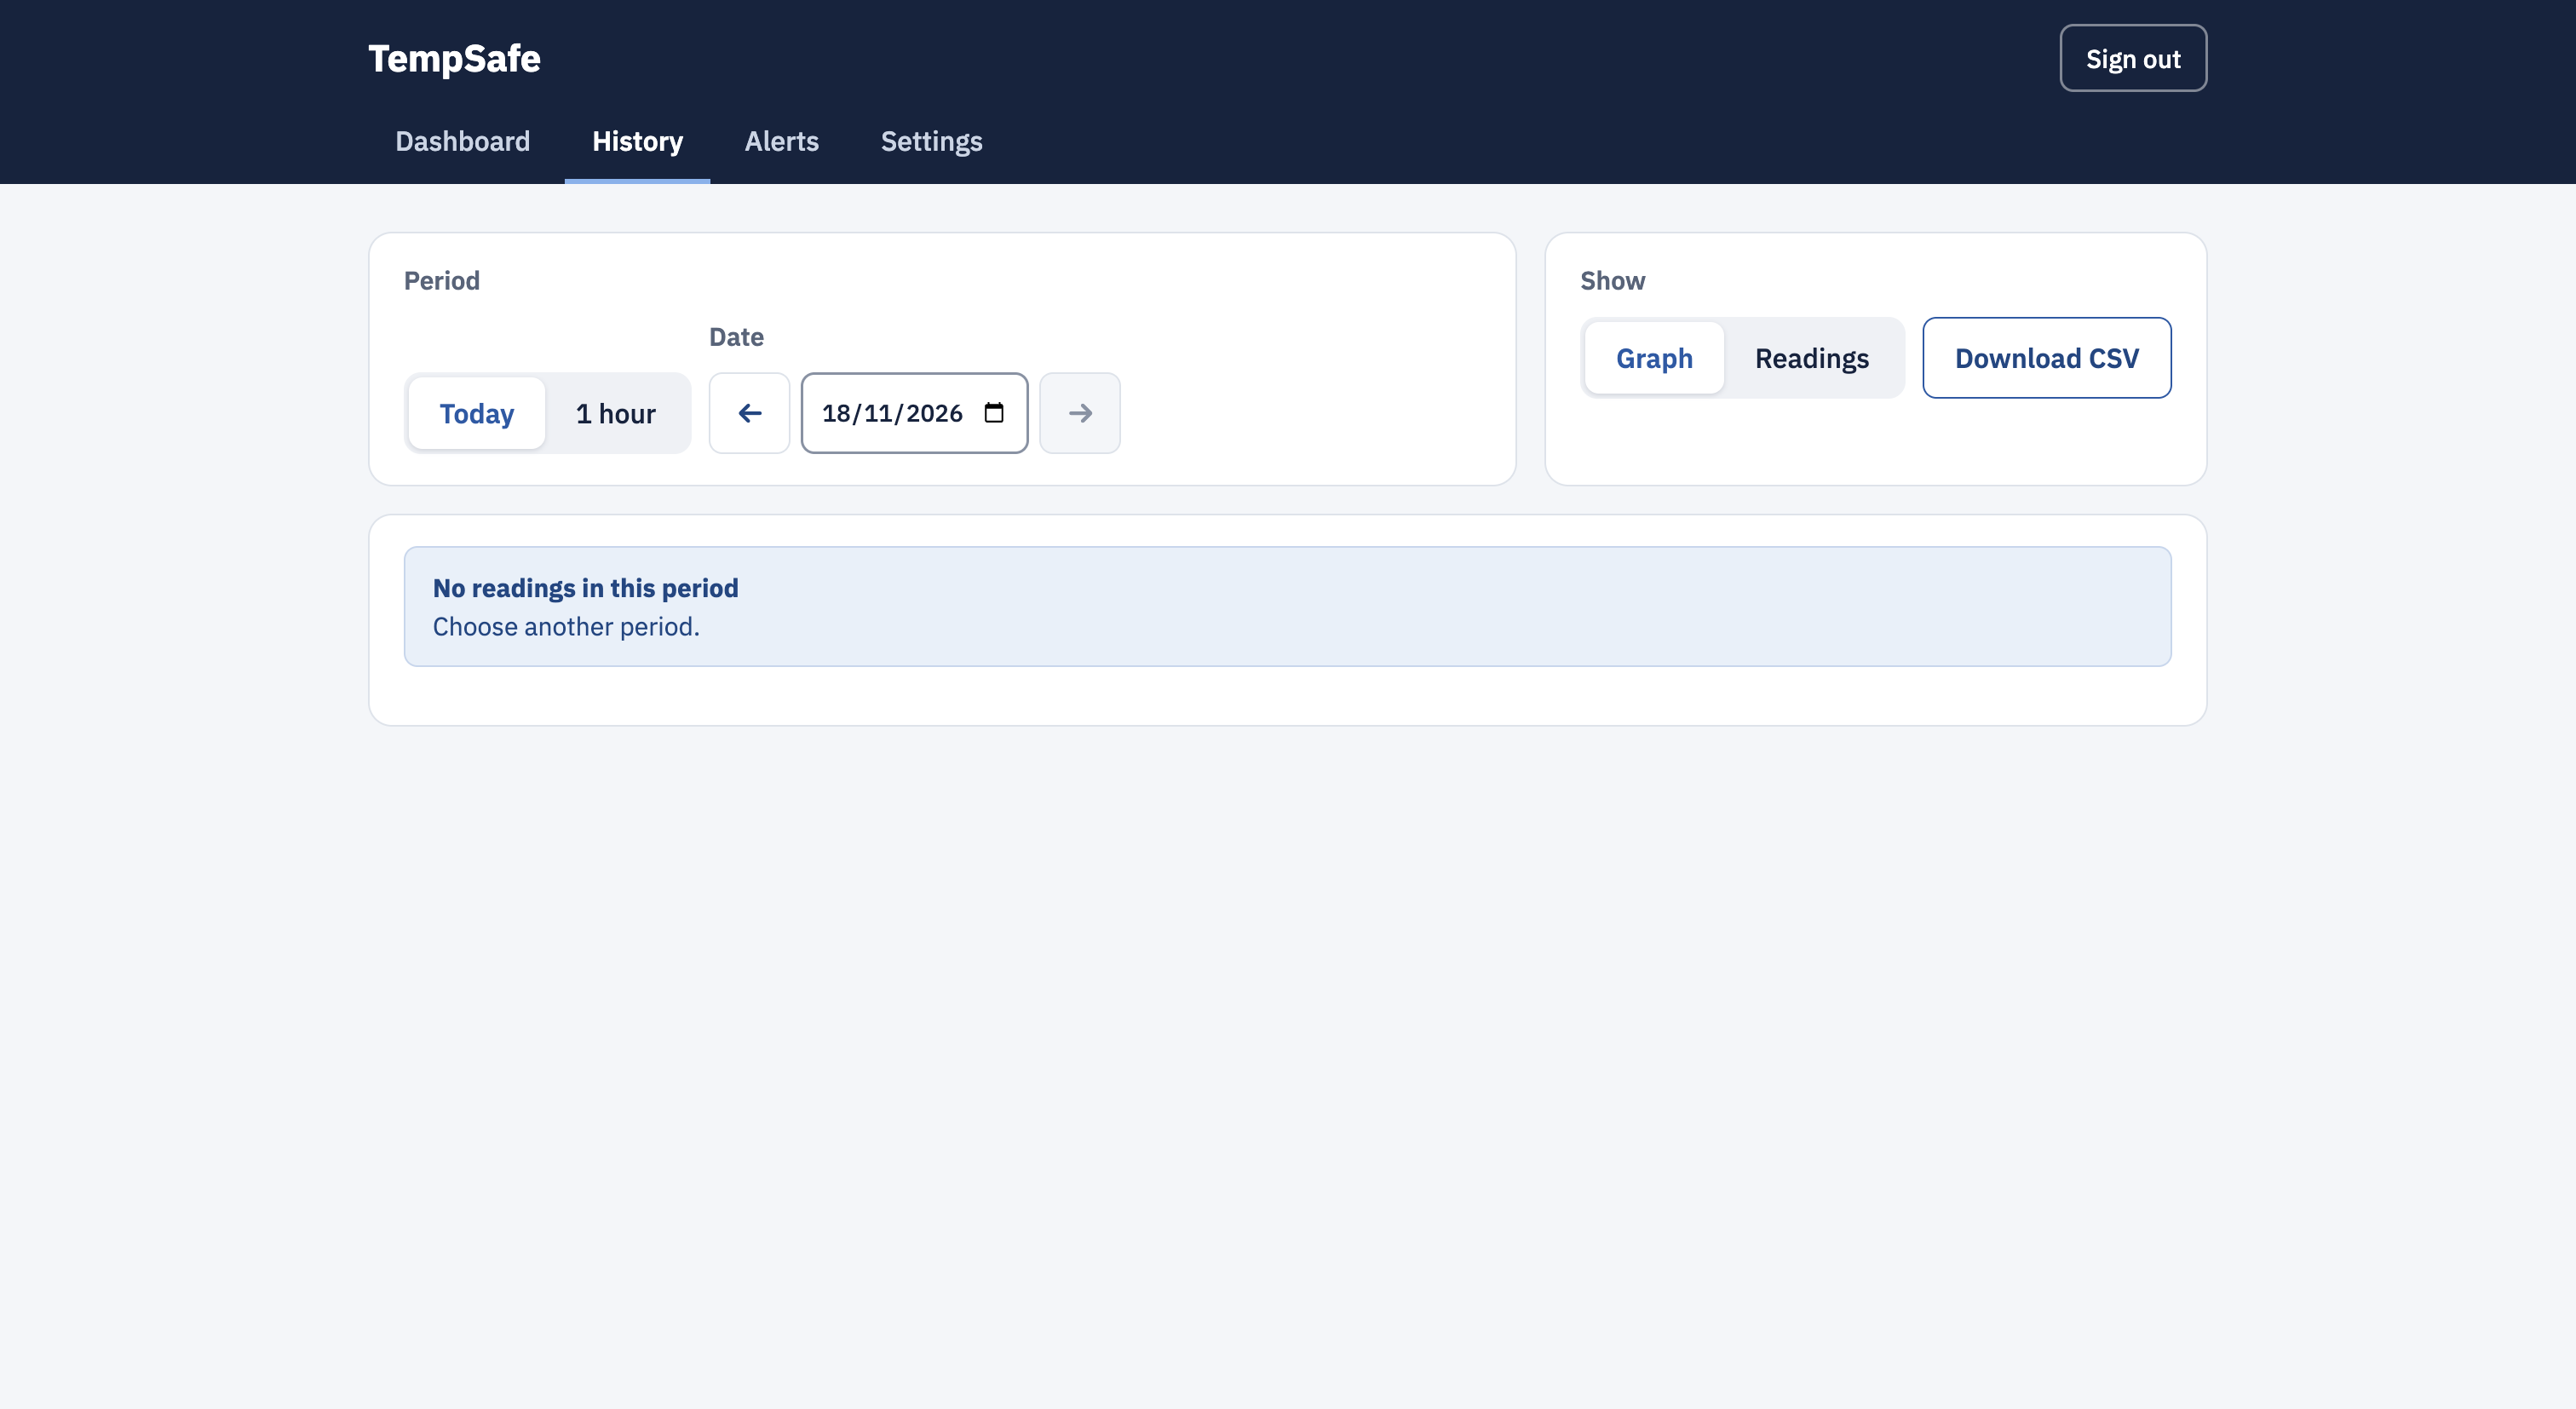 TempSafe
Sign out
Dashboard History Alerts Settings
Period
Date
Today 1 hour 18/11/2026
Show
Graph Readings Download CSV
No readings in this period
Choose another period.